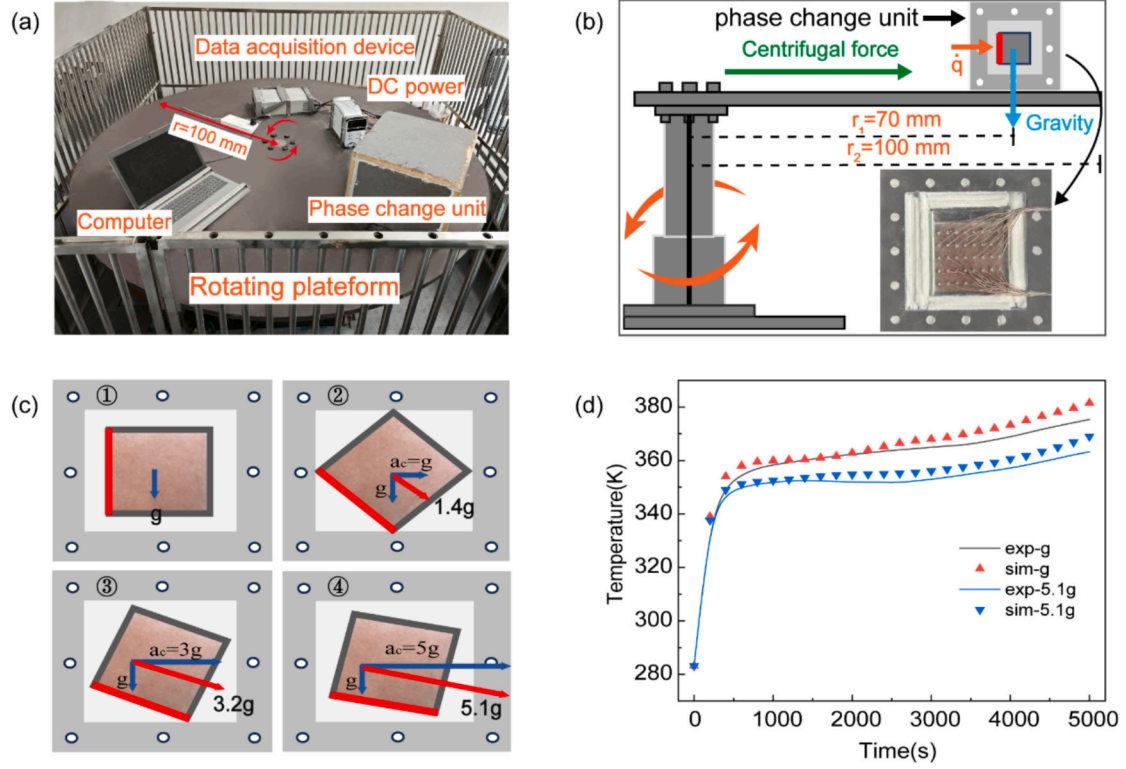 (a)
Data acquisition device
DC power
r=100 mm
Computer
Phase change unit
Rotating plateform
(b)
phase change unit
Centrifugal force
q̇
Gravity
r₁=70 mm
r₂=100 mm
(c)
①
g
②
a꜀=g
g
1.4g
③
a꜀=3g
g
3.2g
④
a꜀=5g
g
5.1g
(d)
Temperature(K)
380
360
340
320
300
280
exp-g
sim-g
exp-5.1g
sim-5.1g
0 1000 2000 3000 4000 5000
Time(s)